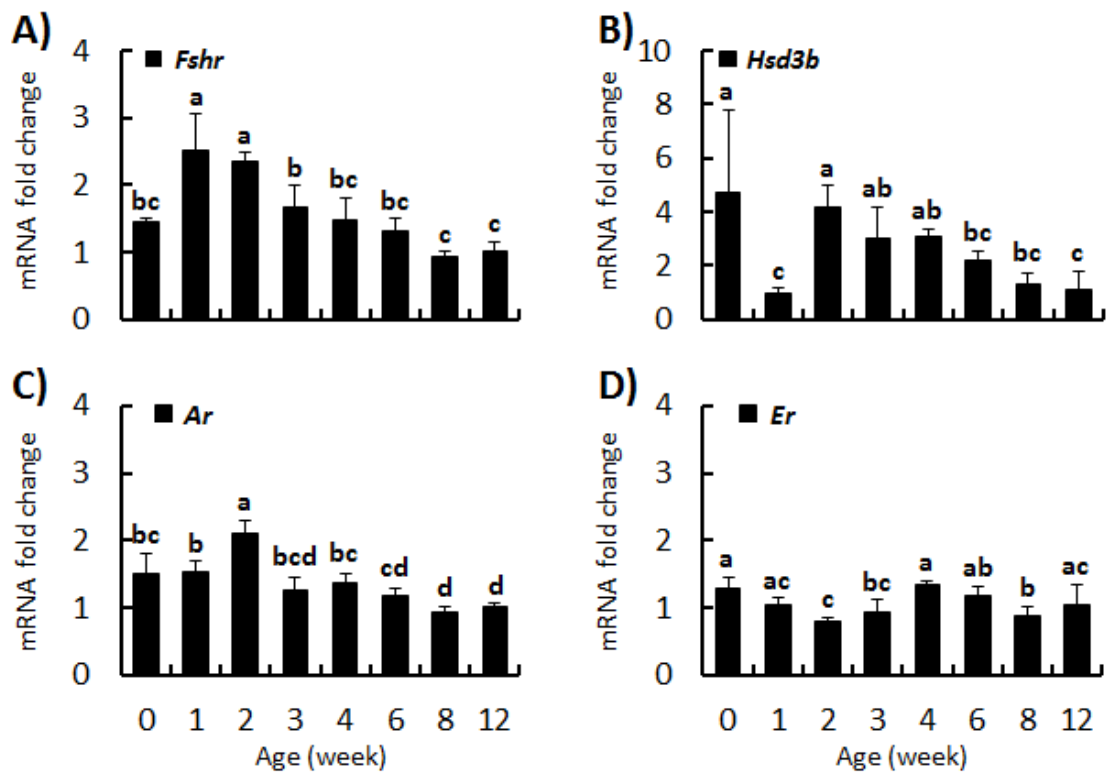 A)
Fshr
mRNA fold change
4
3
2
1
0
bc a a b bc bc c c
B)
Hsd3b
mRNA fold change
10
8
6
4
2
0
a c a ab ab bc bc c
C)
Ar
mRNA fold change
4
3
2
1
0
bc b a bcd bc cd d d
0 1 2 3 4 6 8 12
Age (week)
D)
Er
mRNA fold change
4
3
2
1
0
a ac c bc a ab b ac
0 1 2 3 4 6 8 12
Age (week)